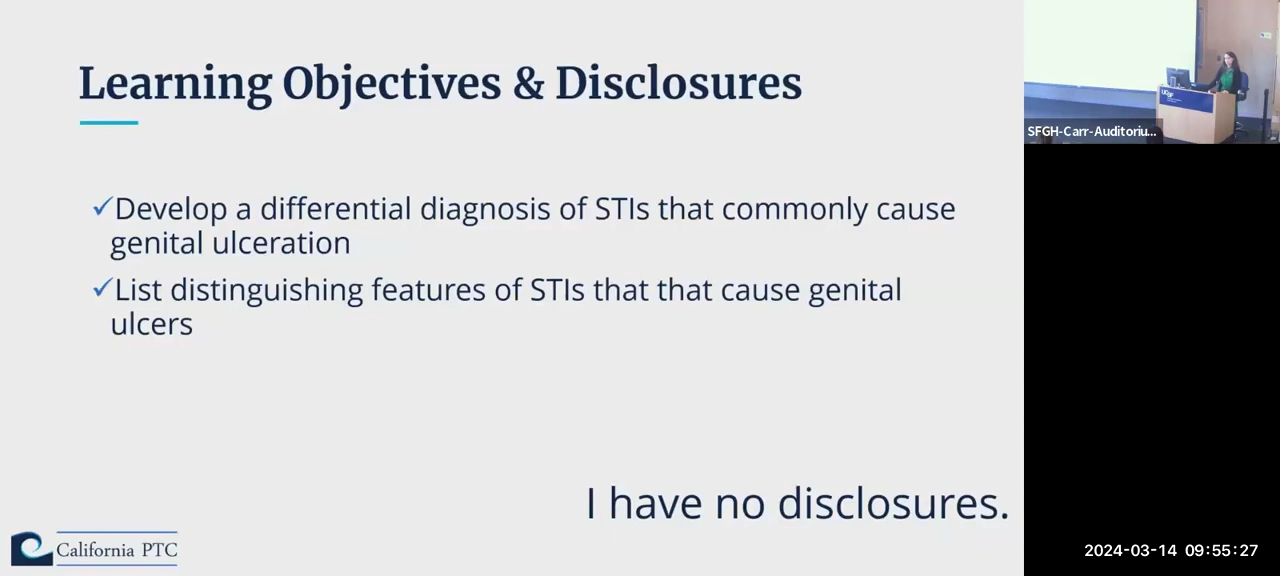 Learning Objectives & Disclosures
✓Develop a differential diagnosis of STIs that commonly cause
genital ulceration
✓List distinguishing features of STIs that that cause genital
ulcers
I have no disclosures.
California PTC
UCSF
SFGH-Carr-Auditoriu...
2024-03-14 09:55:27